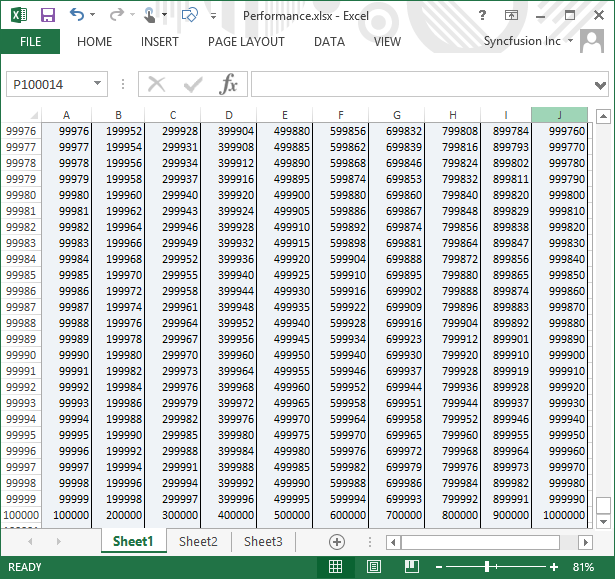 Performance.xlsx - Excel
?
FILE HOME INSERT PAGE LAYOUT DATA VIEW Syncfusion Inc
P100014 fx
A B C D E F G H I J
99976 99976 199952 299928 399904 499880 599856 699832 799808 899784 999760
99977 99977 199954 299931 399908 499885 599862 699839 799816 899793 999770
99978 99978 199956 299934 399912 499890 599868 699846 799824 899802 999780
99979 99979 199958 299937 399916 499895 599874 699853 799832 899811 999790
99980 99980 199960 299940 399920 499900 599880 699860 799840 899820 999800
99981 99981 199962 299943 399924 499905 599886 699867 799848 899829 999810
99982 99982 199964 299946 399928 499910 599892 699874 799856 899838 999820
99983 99983 199966 299949 399932 499915 599898 699881 799864 899847 999830
99984 99984 199968 299952 399936 499920 599904 699888 799872 899856 999840
99985 99985 199970 299955 399940 499925 599910 699895 799880 899865 999850
99986 99986 199972 299958 399944 499930 599916 699902 799888 899874 999860
99987 99987 199974 299961 399948 499935 599922 699909 799896 899883 999870
99988 99988 199976 299964 399952 499940 599928 699916 799904 899892 999880
99989 99989 199978 299967 399956 499945 599934 699923 799912 899901 999890
99990 99990 199980 299970 399960 499950 599940 699930 799920 899910 999900
99991 99991 199982 299973 399964 499955 599946 699937 799928 899919 999910
99992 99992 199984 299976 399968 499960 599952 699944 799936 899928 999920
99993 99993 199986 299979 399972 499965 599958 699951 799944 899937 999930
99994 99994 199988 299982 399976 499970 599964 699958 799952 899946 999940
99995 99995 199990 299985 399980 499975 599970 699965 799960 899955 999950
99996 99996 199992 299988 399984 499980 599976 699972 799968 899964 999960
99997 99997 199994 299991 399988 499985 599982 699979 799976 899973 999970
99998 99998 199996 299994 399992 499990 599988 699986 799984 899982 999980
99999 99999 199998 299997 399996 499995 599994 699993 799992 899991 999990
100000 100000 200000 300000 400000 500000 600000 700000 800000 900000 1000000
Sheet1 Sheet2 Sheet3
READY 81%